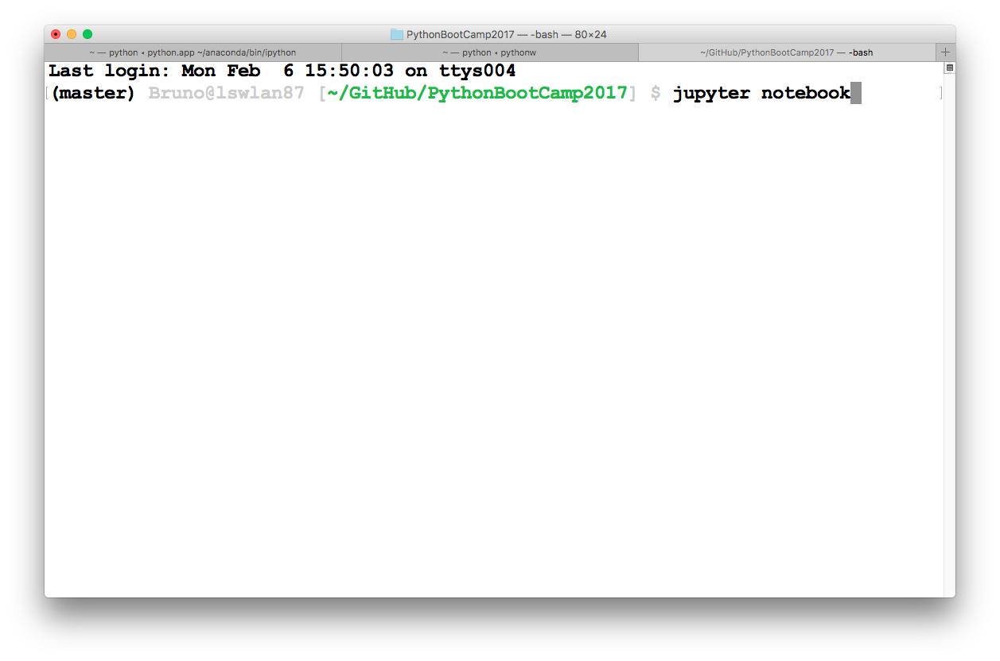 PythonBootCamp2017 — -bash — 80×24
~ — python ◂ python.app ~/anaconda/bin/ipython
~ — python ◂ pythonw
~/GitHub/PythonBootCamp2017 — -bash
Last login: Mon Feb  6 15:50:03 on ttys004
(master) Bruno@lswlan87 [~/GitHub/PythonBootCamp2017] $ jupyter notebook